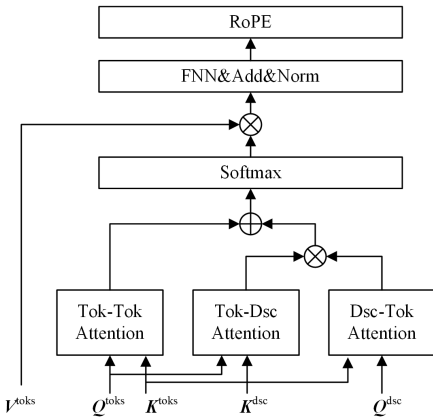 RoPE
FNN&Add&Norm
Softmax
Tok-Tok
Attention
Tok-Dsc
Attention
Dsc-Tok
Attention
V^toks Q^toks K^toks K^dsc Q^dsc